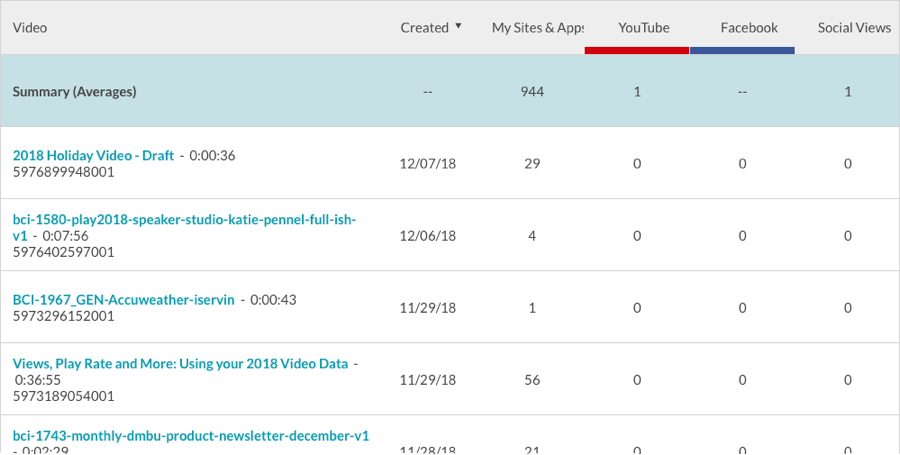 Video Created ▼ My Sites & Apps YouTube Facebook Social Views
Summary (Averages) -- 944 1 -- 1
2018 Holiday Video - Draft - 0:00:36
5976899948001
12/07/18 29 0 0 0
bci-1580-play2018-speaker-studio-katie-pennel-full-ish-
v1 - 0:07:56
5976402597001
12/06/18 4 0 0 0
BCI-1967_GEN-Accuweather-iservin - 0:00:43
5973296152001
11/29/18 1 0 0 0
Views, Play Rate and More: Using your 2018 Video Data -
0:36:55
5973189054001
11/29/18 56 0 0 0
bci-1743-monthly-dmbu-product-newsletter-december-v1
- 0:02:29
11/28/18 21 0 0 0